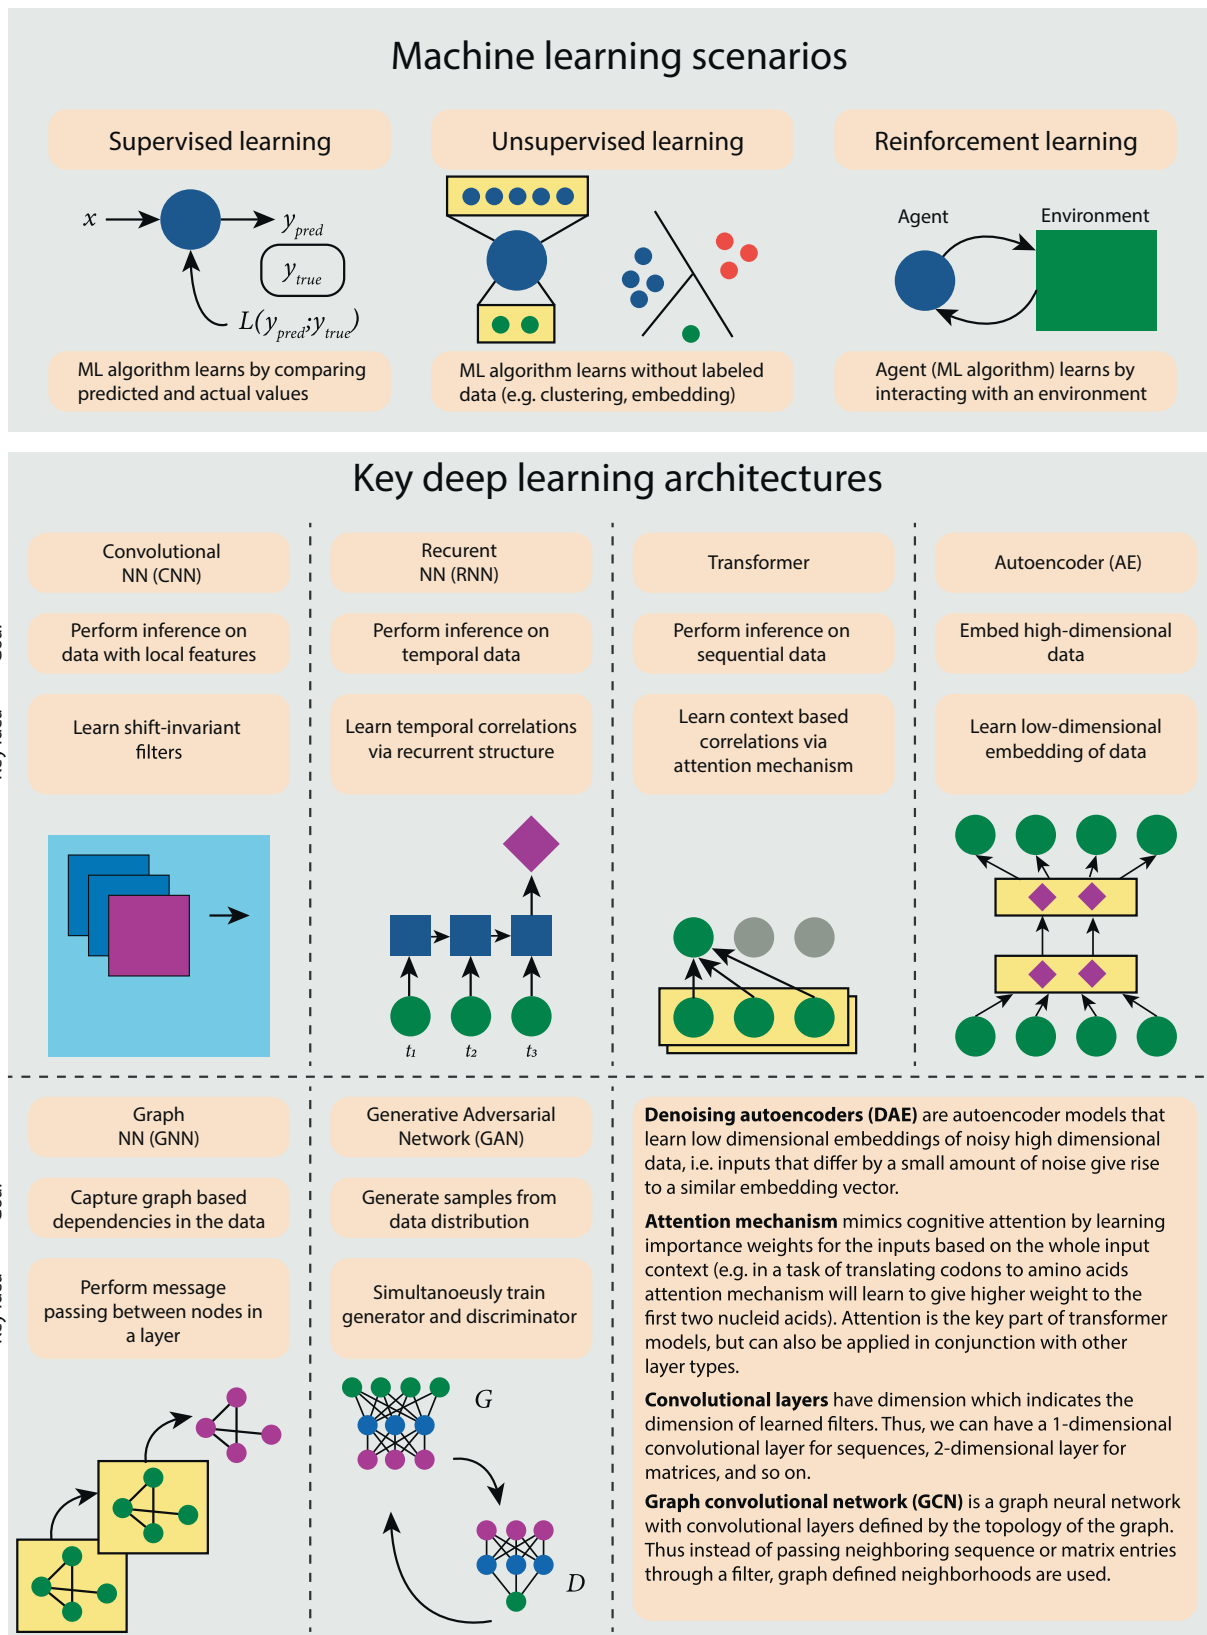 Machine learning scenarios
Supervised learning
Unsupervised learning
Reinforcement learning
x
y_pred
y_true
L(y_pred;y_true)
Agent
Environment
ML algorithm learns by comparing
predicted and actual values
ML algorithm learns without labeled
data (e.g. clustering, embedding)
Agent (ML algorithm) learns by
interacting with an environment
Key deep learning architectures
Convolutional
NN (CNN)
Recurent
NN (RNN)
Transformer
Autoencoder (AE)
Perform inference on
data with local features
Perform inference on
temporal data
Perform inference on
sequential data
Embed high-dimensional
data
Learn shift-invariant
filters
Learn temporal correlations
via recurrent structure
Learn context based
correlations via
attention mechanism
Learn low-dimensional
embedding of data
t₁
t₂
t₃
Graph
NN (GNN)
Capture graph based
dependencies in the data
Perform message
passing between nodes in
a layer
Generative Adversarial
Network (GAN)
Generate samples from
data distribution
Simultanoeusly train
generator and discriminator
G
D
Denoising autoencoders (DAE) are autoencoder models that
learn low dimensional embeddings of noisy high dimensional
data, i.e. inputs that differ by a small amount of noise give rise
to a similar embedding vector.
Attention mechanism mimics cognitive attention by learning
importance weights for the inputs based on the whole input
context (e.g. in a task of translating codons to amino acids
attention mechanism will learn to give higher weight to the
first two nucleid acids). Attention is the key part of transformer
models, but can also be applied in conjunction with other
layer types.
Convolutional layers have dimension which indicates the
dimension of learned filters. Thus, we can have a 1-dimensional
convolutional layer for sequences, 2-dimensional layer for
matrices, and so on.
Graph convolutional network (GCN) is a graph neural network
with convolutional layers defined by the topology of the graph.
Thus instead of passing neighboring sequence or matrix entries
through a filter, graph defined neighborhoods are used.